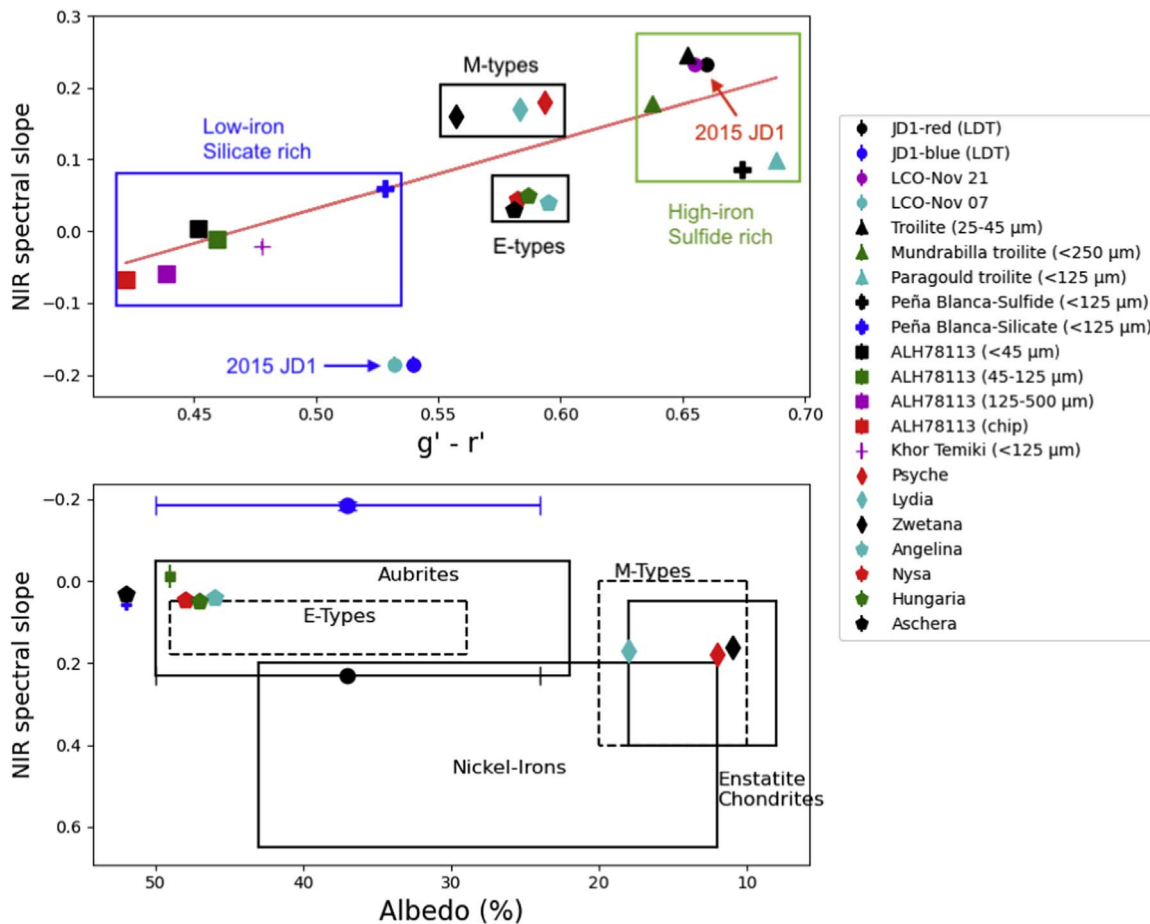 0.3
0.2
0.1
0.0
−0.1
−0.2
NIR spectral slope
M-types
Low-iron
Silicate rich
2015 JD1
E-types
High-iron
Sulfide rich
2015 JD1
0.45
0.50
0.55
0.60
0.65
0.70
g' - r'
JD1-red (LDT)
JD1-blue (LDT)
LCO-Nov 21
LCO-Nov 07
Troilite (25-45 μm)
Mundrabilla troilite (<250 μm)
Paragould troilite (<125 μm)
Peña Blanca-Sulfide (<125 μm)
Peña Blanca-Silicate (<125 μm)
ALH78113 (<45 μm)
ALH78113 (45-125 μm)
ALH78113 (125-500 μm)
ALH78113 (chip)
Khor Temiki (<125 μm)
Psyche
Lydia
Zwetana
Angelina
Nysa
Hungaria
Aschera
−0.2
0.0
0.2
0.4
0.6
NIR spectral slope
Aubrites
M-Types
E-Types
Nickel-Irons
Enstatite
Chondrites
50
40
30
20
10
Albedo (%)